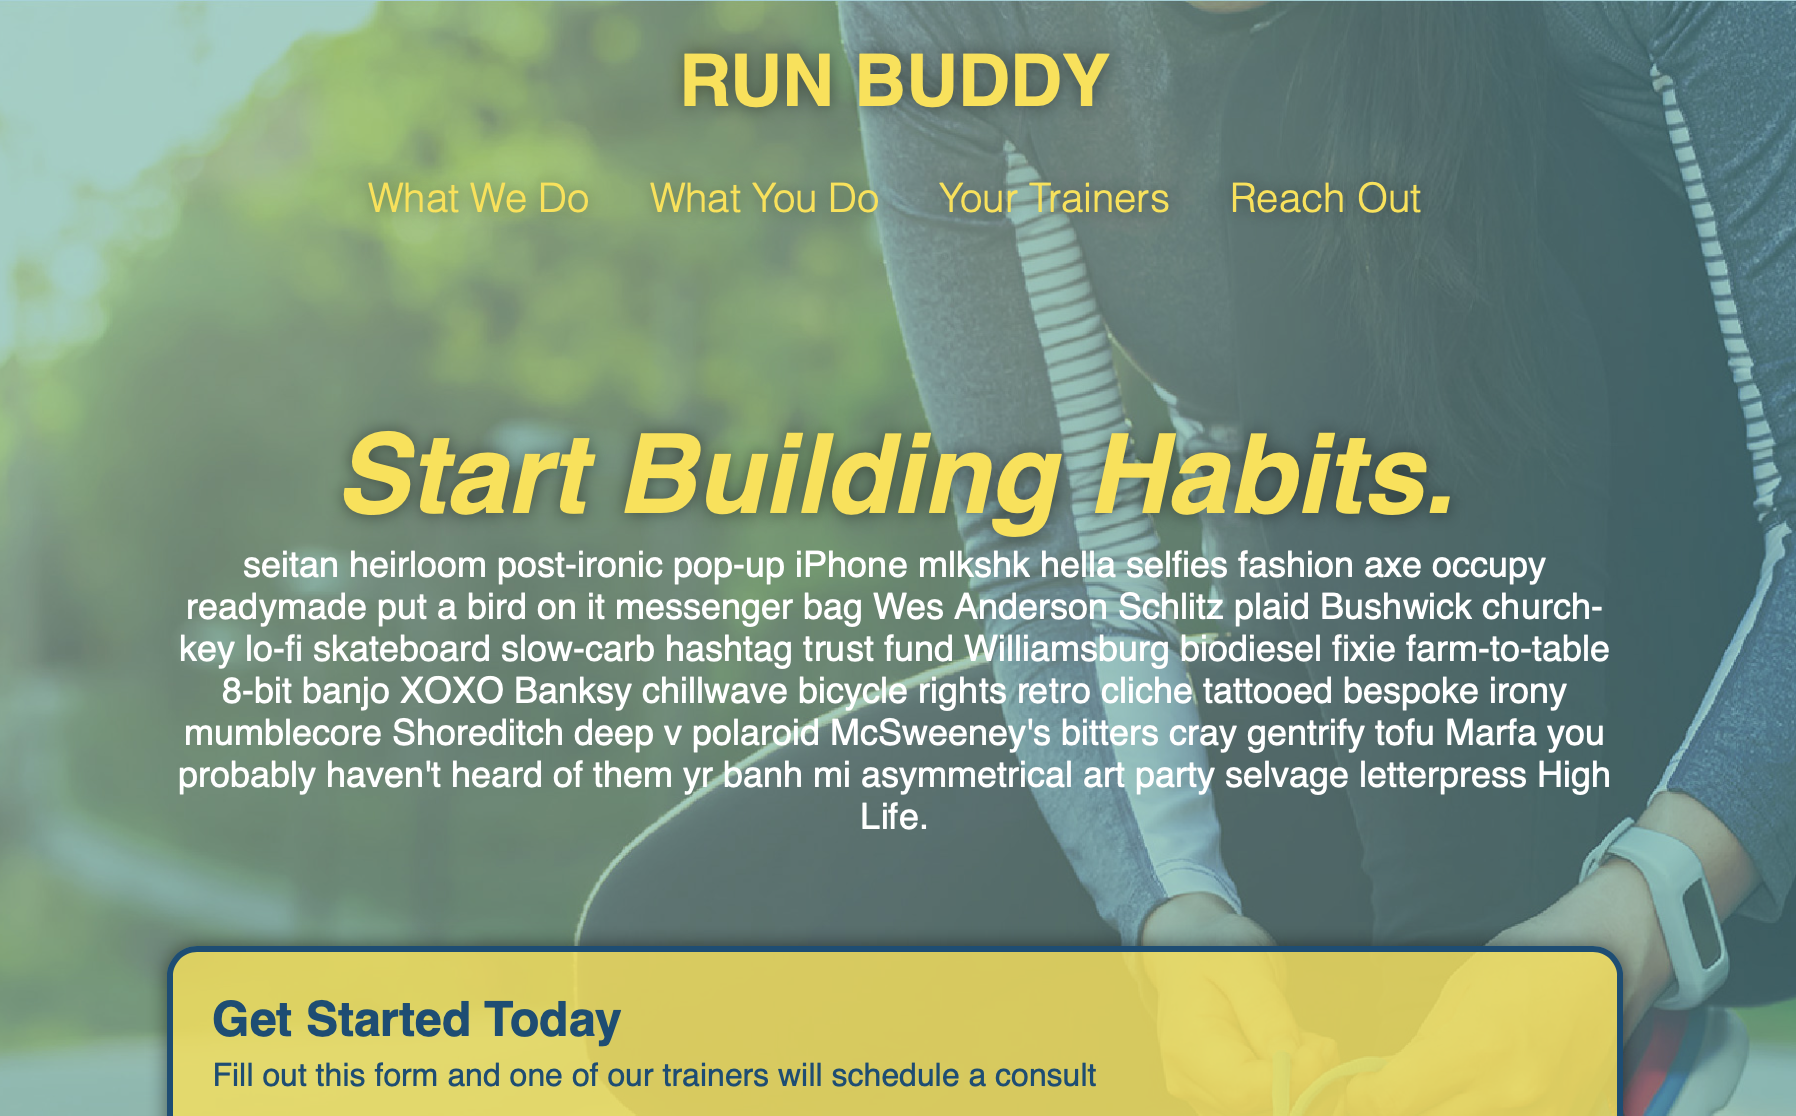 RUN BUDDY
What We Do What You Do Your Trainers Reach Out
Start Building Habits.
seitan heirloom post-ironic pop-up iPhone mlkshk hella selfies fashion axe occupy
readymade put a bird on it messenger bag Wes Anderson Schlitz plaid Bushwick church-
key lo-fi skateboard slow-carb hashtag trust fund Williamsburg biodiesel fixie farm-to-table
8-bit banjo XOXO Banksy chillwave bicycle rights retro cliche tattooed bespoke irony
mumblecore Shoreditch deep v polaroid McSweeney's bitters cray gentrify tofu Marfa you
probably haven't heard of them yr banh mi asymmetrical art party selvage letterpress High
Life.
Get Started Today
Fill out this form and one of our trainers will schedule a consult